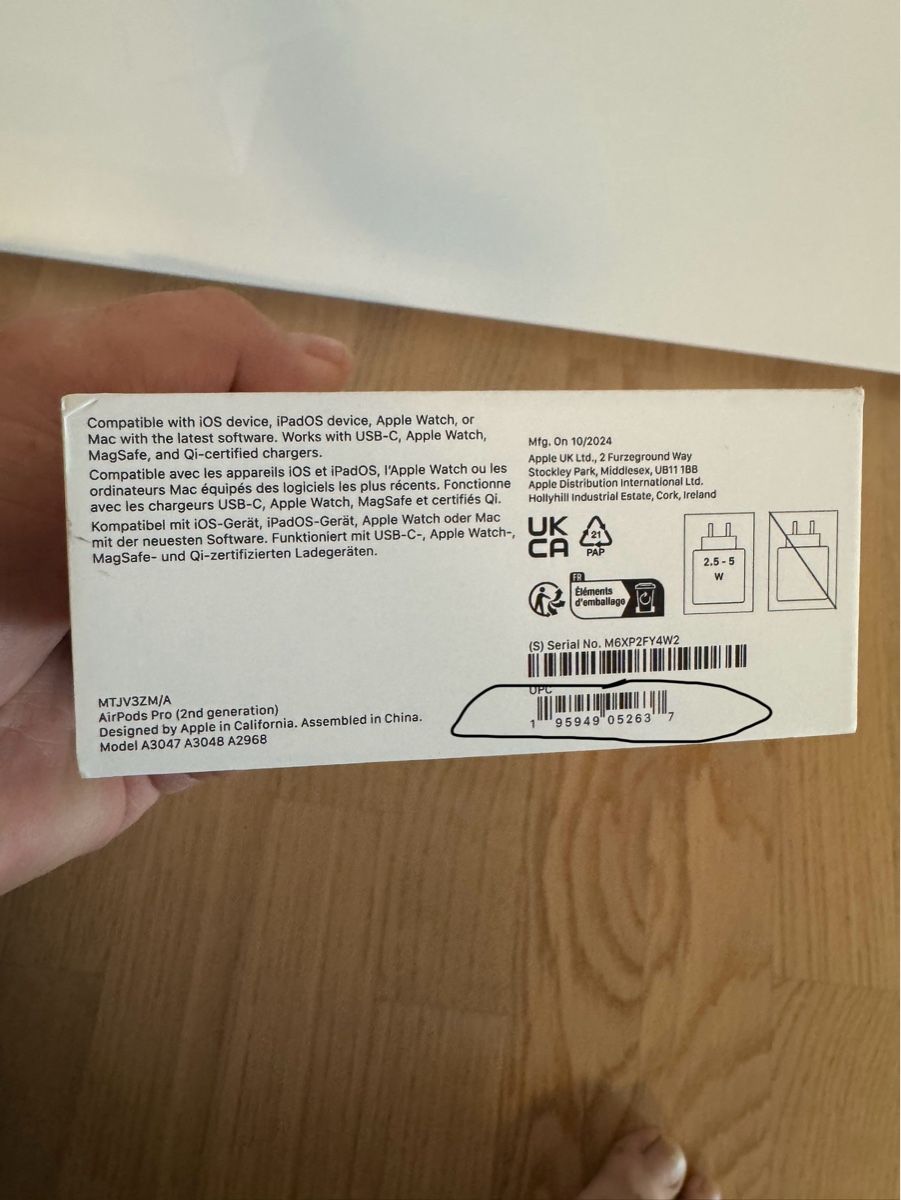 Compatible with iOS device, iPadOS device, Apple Watch, or
Mac with the latest software. Works with USB-C, Apple Watch,
MagSafe, and Qi-certified chargers.
Compatible avec les appareils iOS et iPadOS, l'Apple Watch ou les
ordinateurs Mac équipés des logiciels les plus récents. Fonctionne
avec les chargeurs USB-C, Apple Watch, MagSafe et certifiés Qi.
Kompatibel mit iOS-Gerät, iPadOS-Gerät, Apple Watch oder Mac
mit der neuesten Software. Funktioniert mit USB-C-, Apple Watch-,
MagSafe- und Qi-zertifizierten Ladegeräten.
MTJV3ZM/A
AirPods Pro (2nd generation)
Designed by Apple in California. Assembled in China.
Model A3047 A3048 A2968
Mfg. On 10/2024
Apple UK Ltd., 2 Furzeground Way
Stockley Park, Middlesex, UB11 1BB
Apple Distribution International Ltd.
Hollyhill Industrial Estate, Cork, Ireland
UK
CA
21
PAP
FR
Éléments
d'emballage
2.5 - 5
W
(S) Serial No. M6XP2FY4W2
UPC
1 95949 05263 7